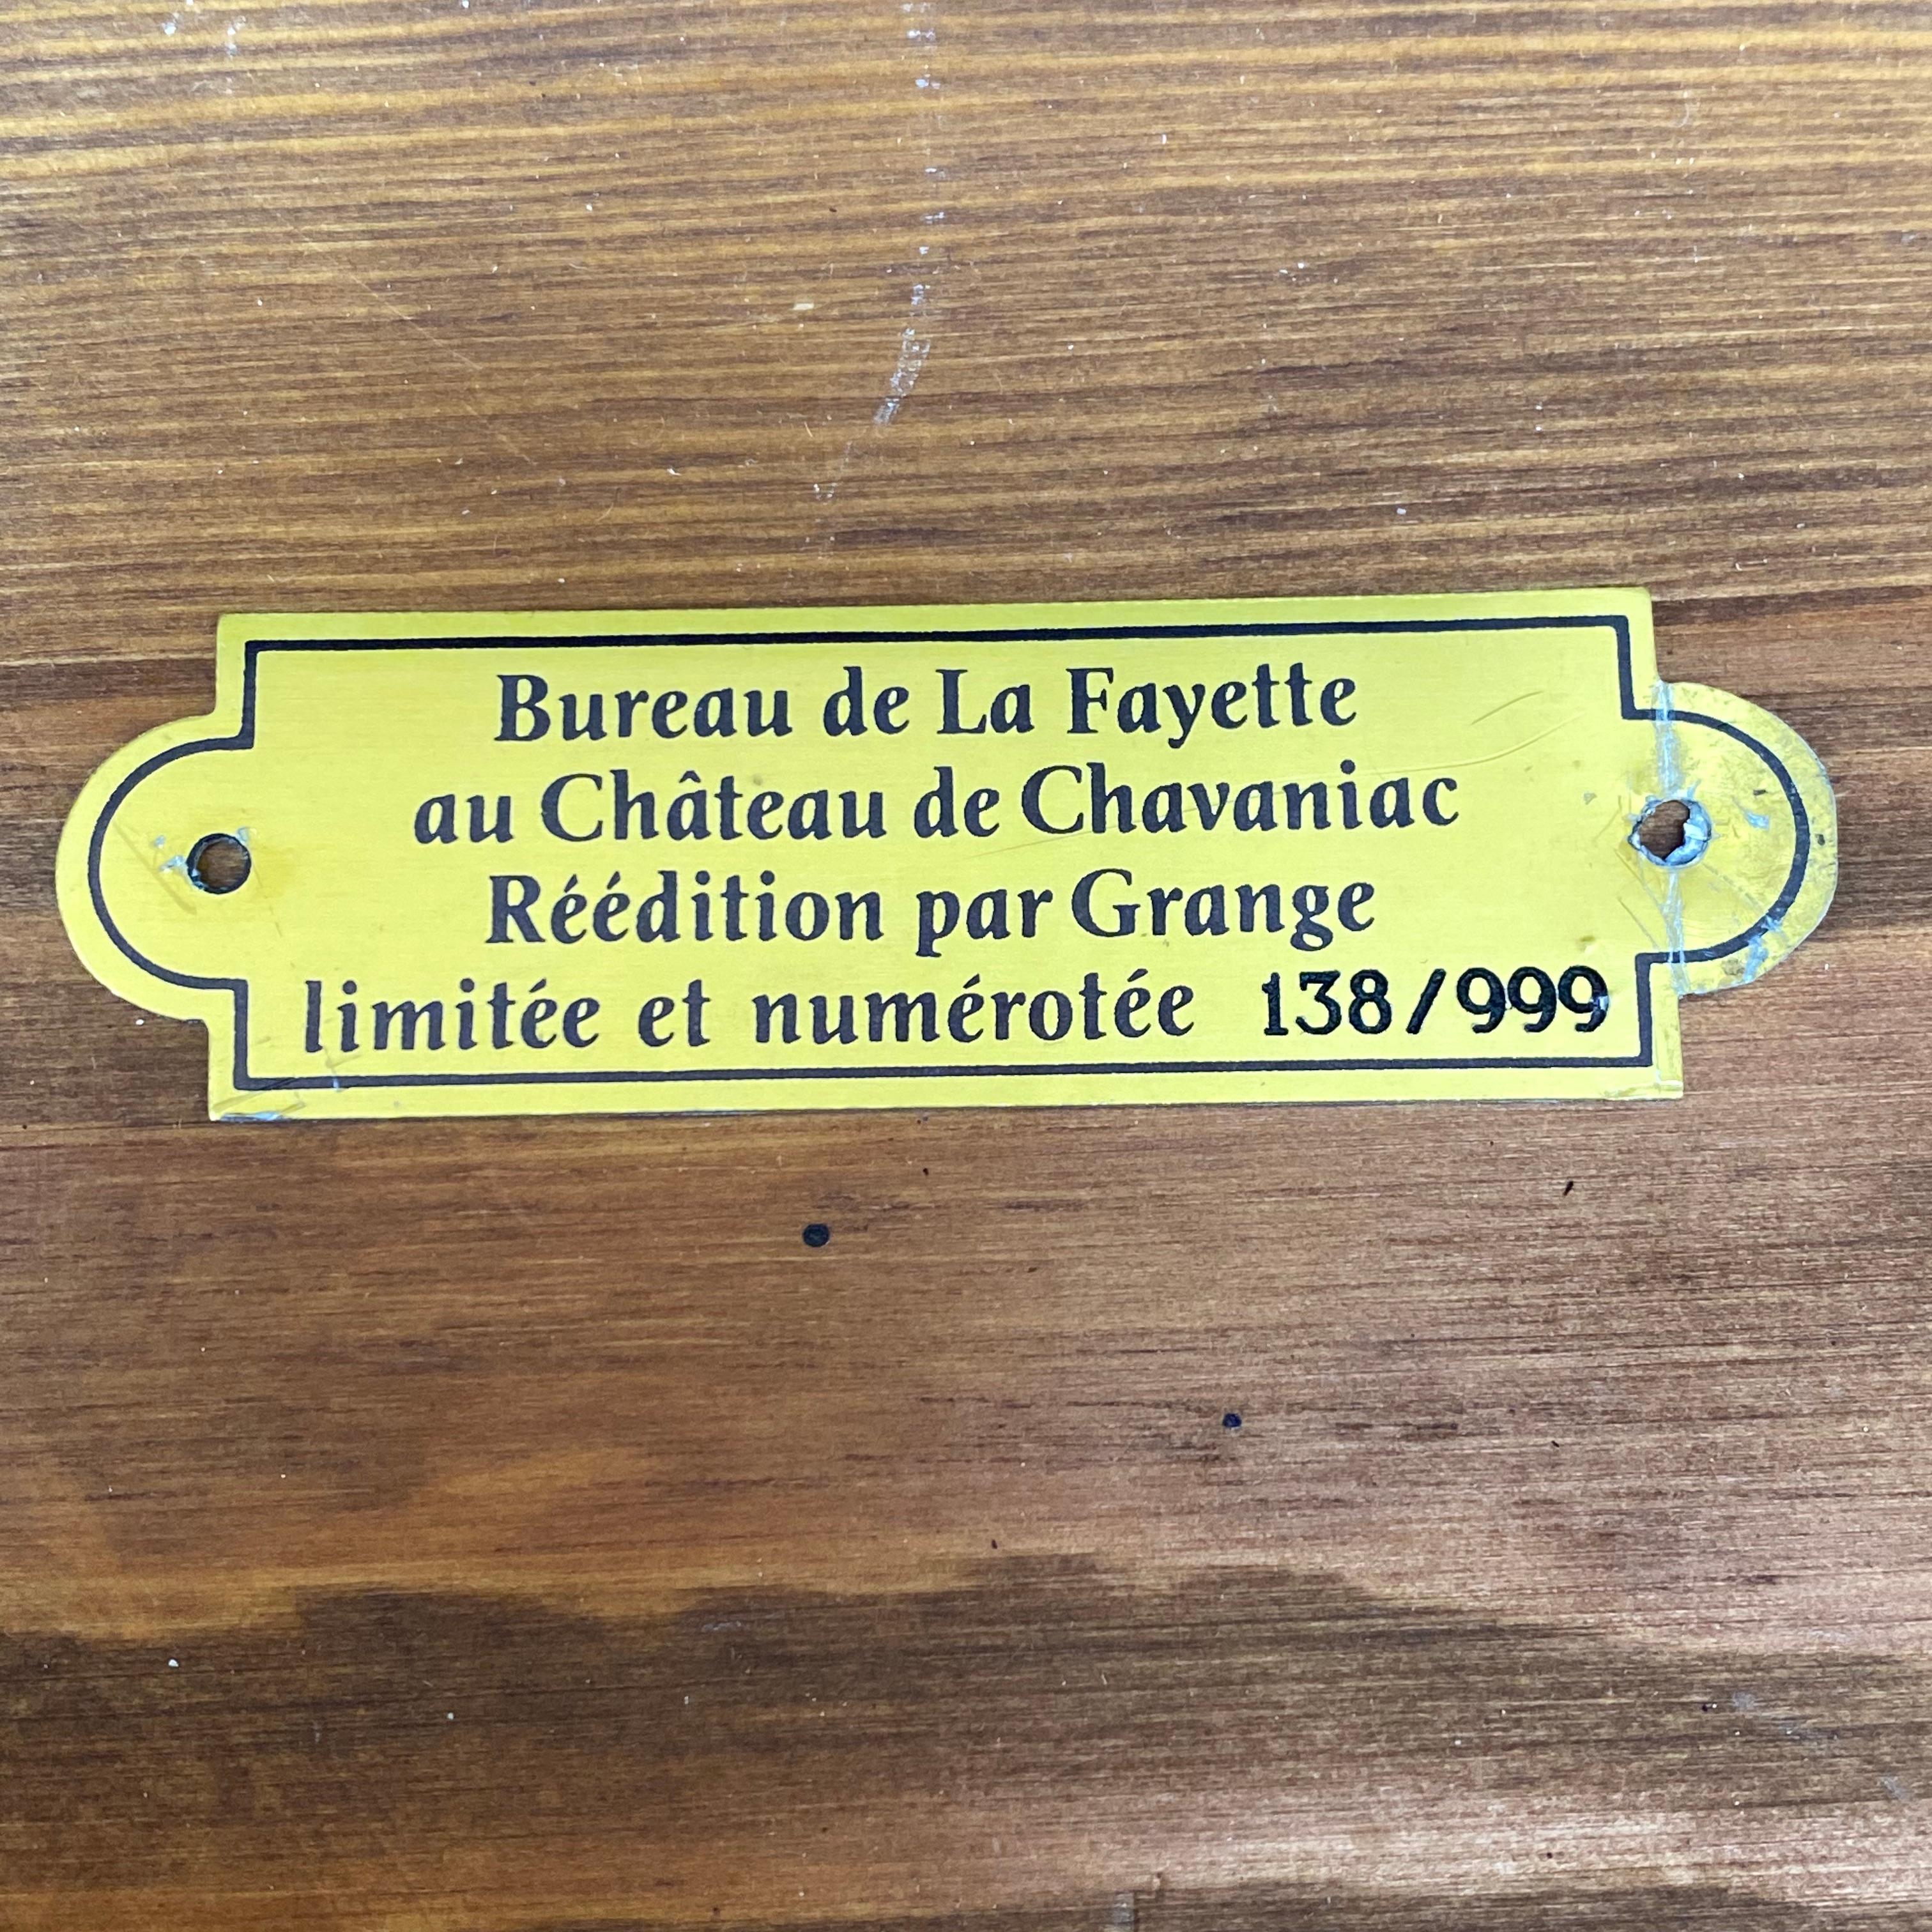 Bureau de La Fayette
au Château de Chavaniac
Réédition par Grange
limitée et numérotée 138/999